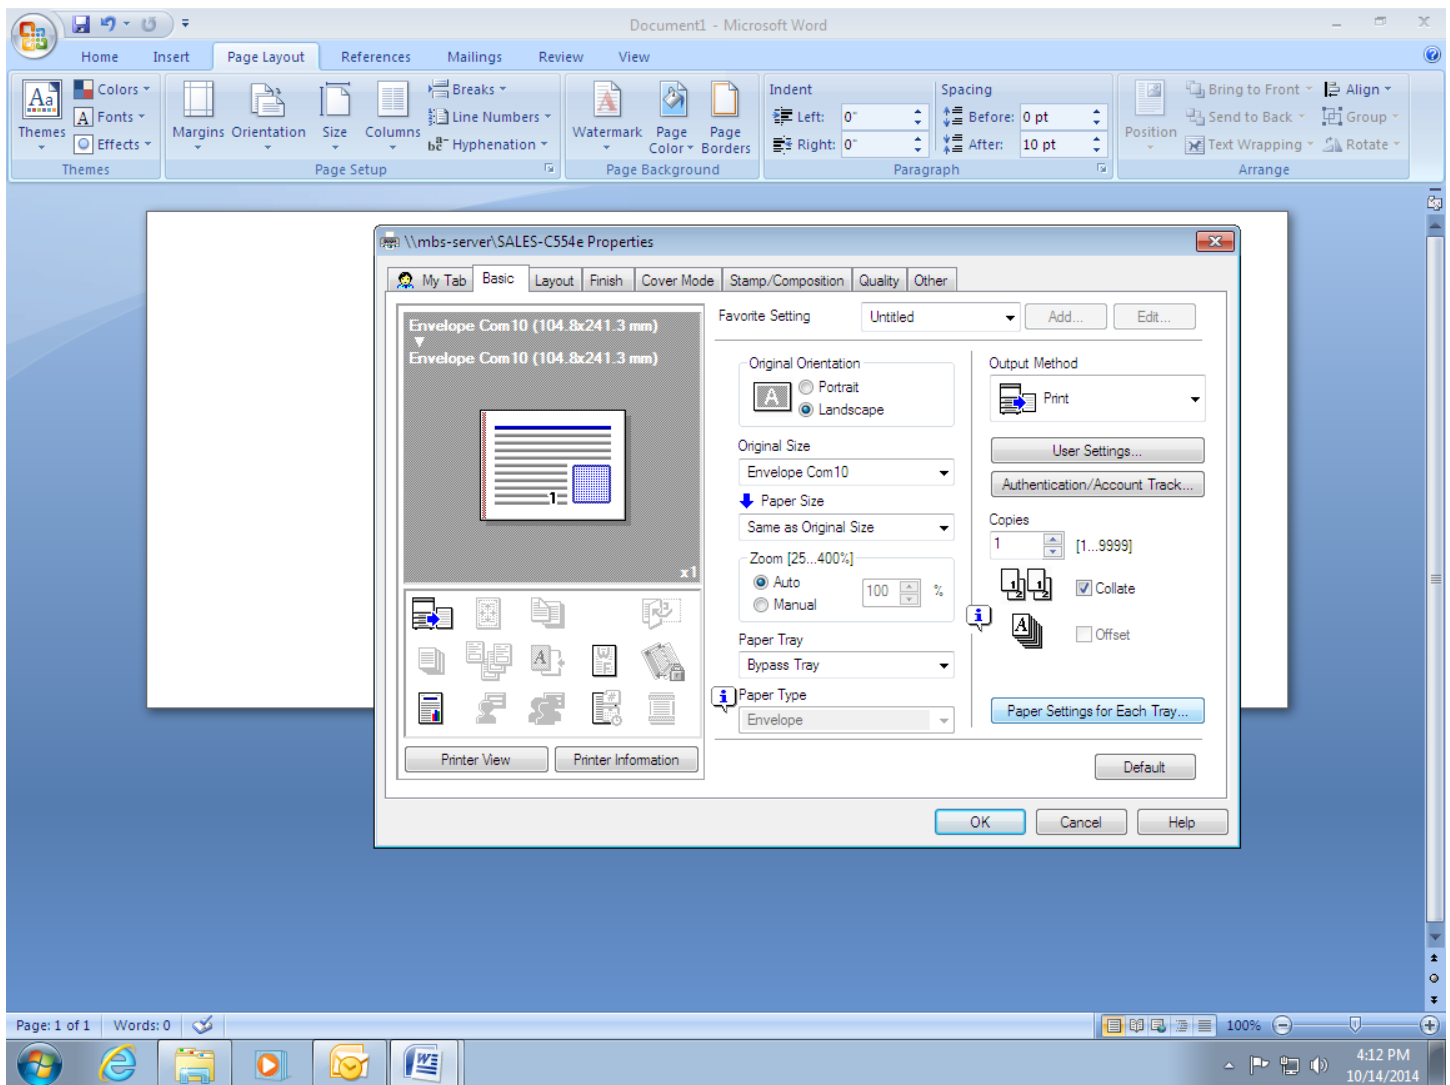 Document1 - Microsoft Word
Home Insert Page Layout References Mailings Review View
Aa
Themes
Colors
A Fonts
Effects
Themes
Margins Orientation Size Columns
Breaks
Line Numbers
Hyphenation
Page Setup
Watermark Page Color Page Borders
Page Background
Indent
Left: 0"
Right: 0"
Spacing
Before: 0 pt
After: 10 pt
Paragraph
Position
Bring to Front
Send to Back
Text Wrapping
Align
Group
Rotate
Arrange
\\mbs-server\SALES-C554e Properties
My Tab Basic Layout Finish Cover Mode Stamp/Composition Quality Other
Envelope Com10 (104.8x241.3 mm)
Envelope Com10 (104.8x241.3 mm)
1
x1
Printer View Printer Information
Favorite Setting Untitled Add... Edit...
Original Orientation
A
Portrait
Landscape
Original Size
Envelope Com10
Paper Size
Same as Original Size
Zoom [25...400%]
Auto
Manual
100 %
Paper Tray
Bypass Tray
Paper Type
Envelope
Output Method
Print
User Settings...
Authentication/Account Track...
Copies
1 [1...9999]
Collate
Offset
Paper Settings for Each Tray...
Default
OK Cancel Help
Page: 1 of 1 Words: 0
100%
4:12 PM
10/14/2014